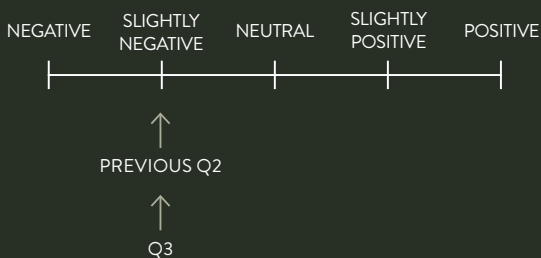 NEGATIVE
SLIGHTLY
NEGATIVE
NEUTRAL
SLIGHTLY
POSITIVE
POSITIVE
PREVIOUS Q2
Q3